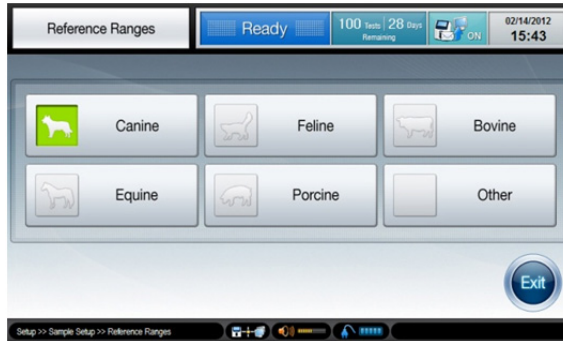 Reference Ranges
Ready
100 Tests 28 Days
Remaining
ON
02/14/2012
15:43
Canine
Feline
Bovine
Equine
Porcine
Other
Exit
Setup >> Sample Setup >> Reference Ranges